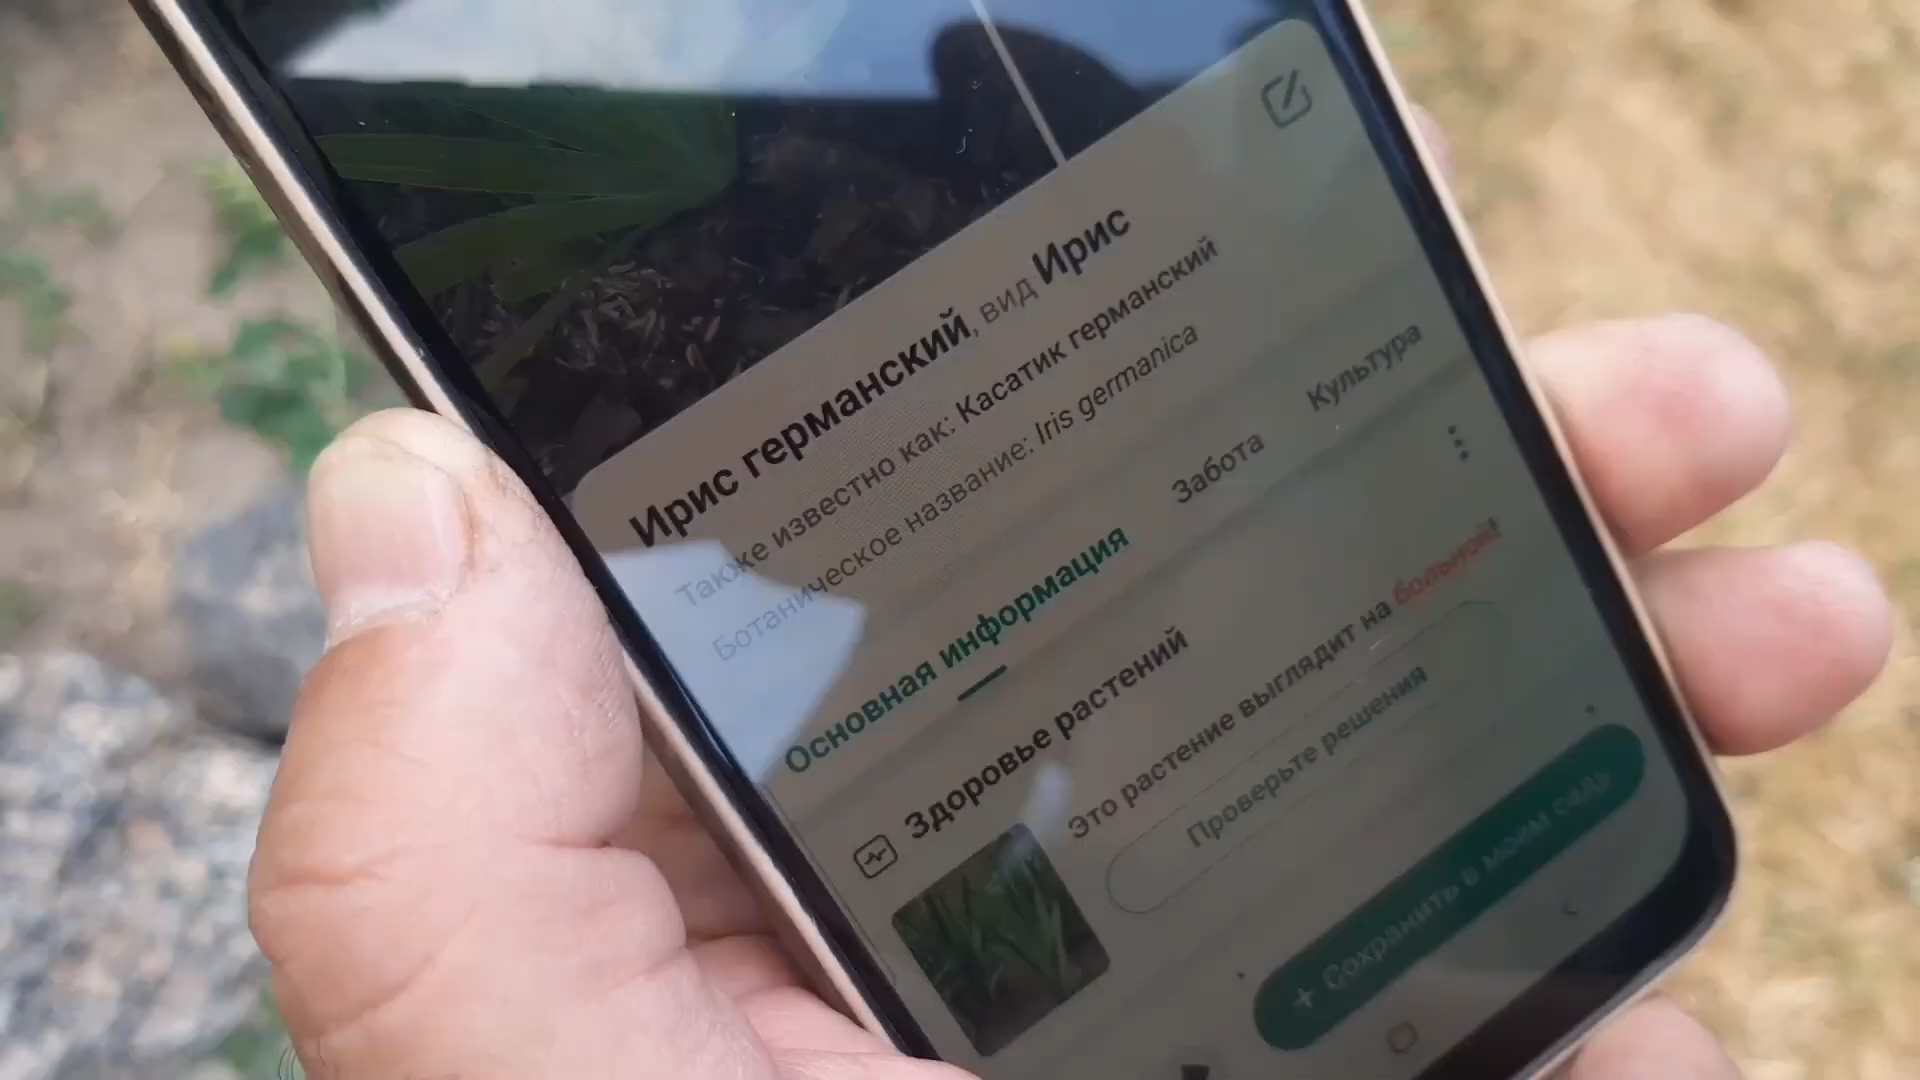 Ирис германский, вид Ирис
Также известно как: Касатик германский
Ботаническое название: Iris germanica
Основная информация Забота Культура
Здоровье растений
Это растение выглядит на больной!
Проверьте решения
+ Сохранить в моем саду